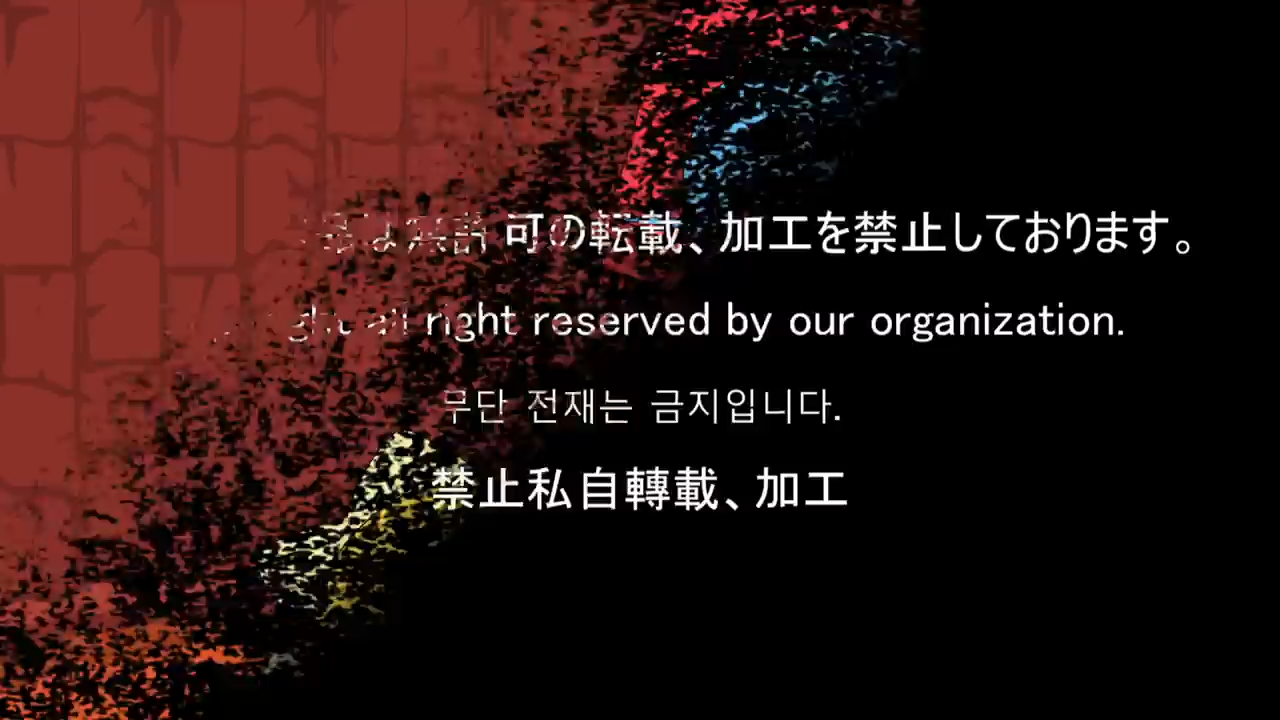 可の転載、加工を禁止しております。
right reserved by our organization.
무단 전재는 금지입니다.
禁止私自轉載、加工